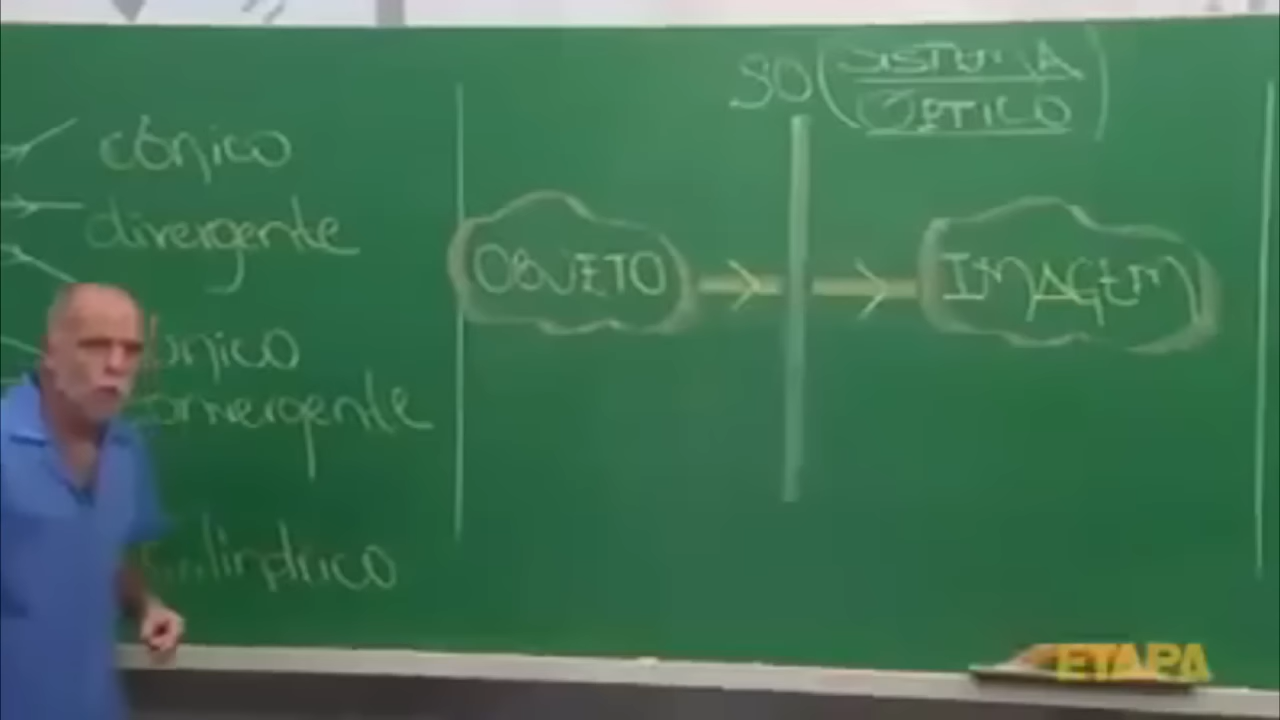 cônico
divergente
cônico
convergente
cilíndrico
SO (SISTEMA
ÓPTICO)
OBJETO
IMAGEM
ETAPA